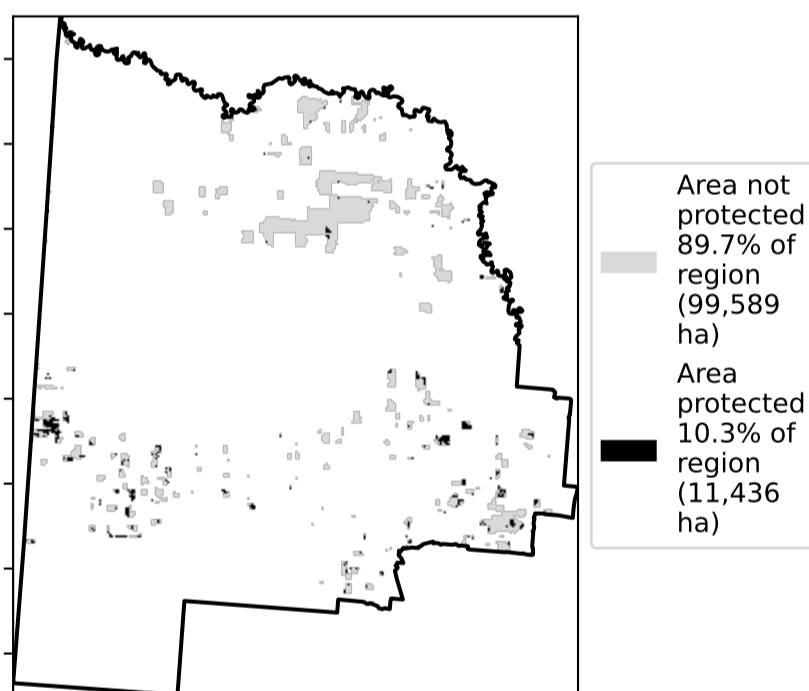 Area not
protected
89.7% of
region
(99,589
ha)
Area
protected
10.3% of
region
(11,436
ha)